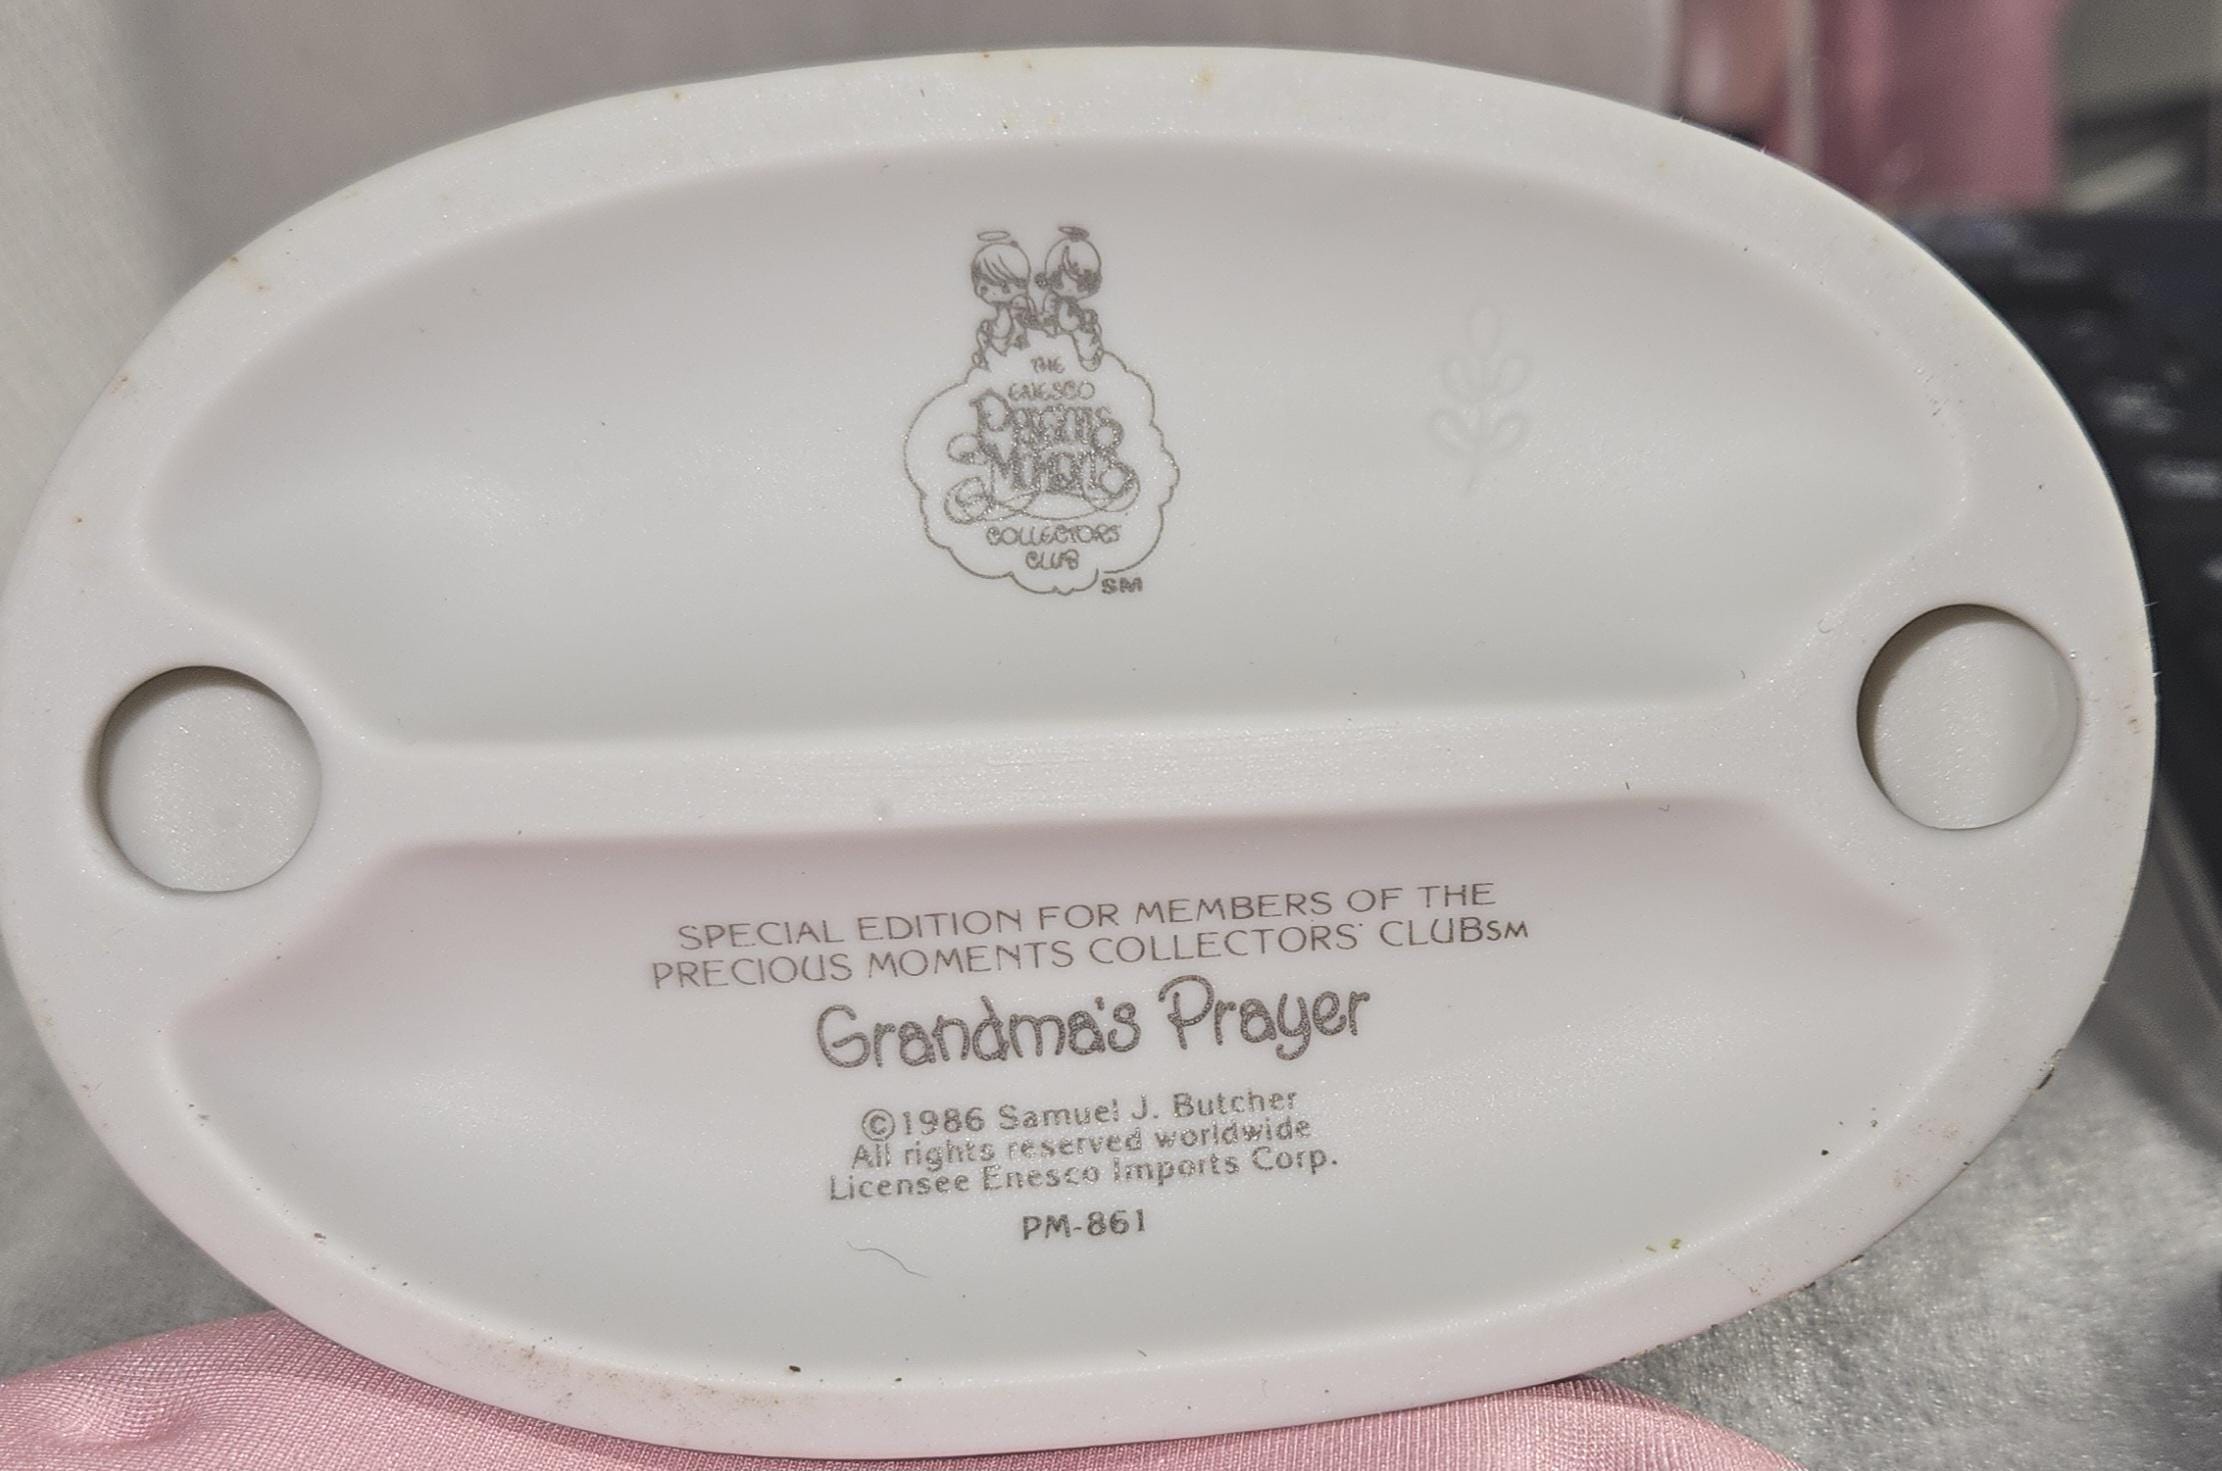 THE
ENESCO
Precious
Moments
COLLECTORS
CLUB
SM
SPECIAL EDITION FOR MEMBERS OF THE
PRECIOUS MOMENTS COLLECTORS' CLUBSM
Grandma's Prayer
©1986 Samuel J. Butcher
All rights reserved worldwide
Licensee Enesco Imports Corp.
PM-861